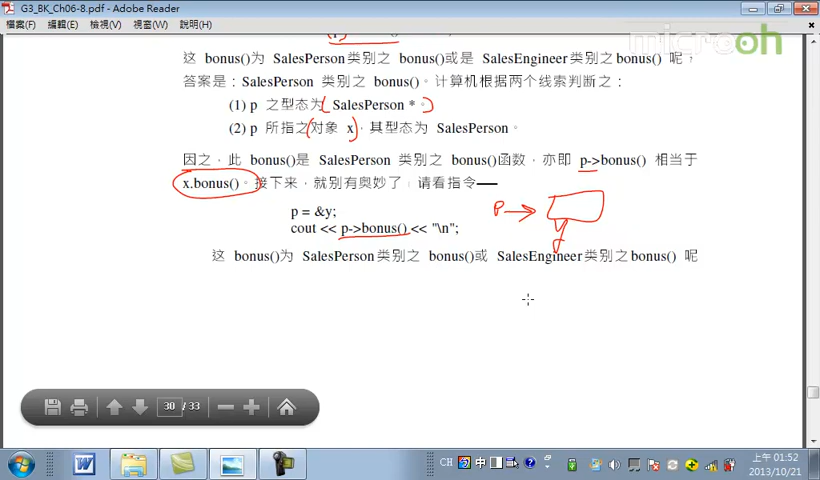 G3_BK_Ch06-8.pdf - Adobe Reader
檔案(F) 編輯(E) 檢視(V) 視窗(W) 說明(H)
microoh
这 bonus()为 SalesPerson类别之 bonus()或是 SalesEngineer类别之bonus() 呢，
答案是：SalesPerson 类别之 bonus()。计算机根据两个线索判断之：
(1) p 之型态为 SalesPerson *。
(2) p 所指之对象 x，其型态为 SalesPerson。
因之，此 bonus()是 SalesPerson 类别之 bonus()函数，亦即 p->bonus() 相当于
x.bonus()。接下来，就别有奥妙了，请看指令──
p = &y;
cout << p->bonus() << "\n";
P
y
这 bonus()为 SalesPerson类别之 bonus()或 SalesEngineer类别之bonus() 呢
30 / 33
CH 中
上午 01:52
2013/10/21